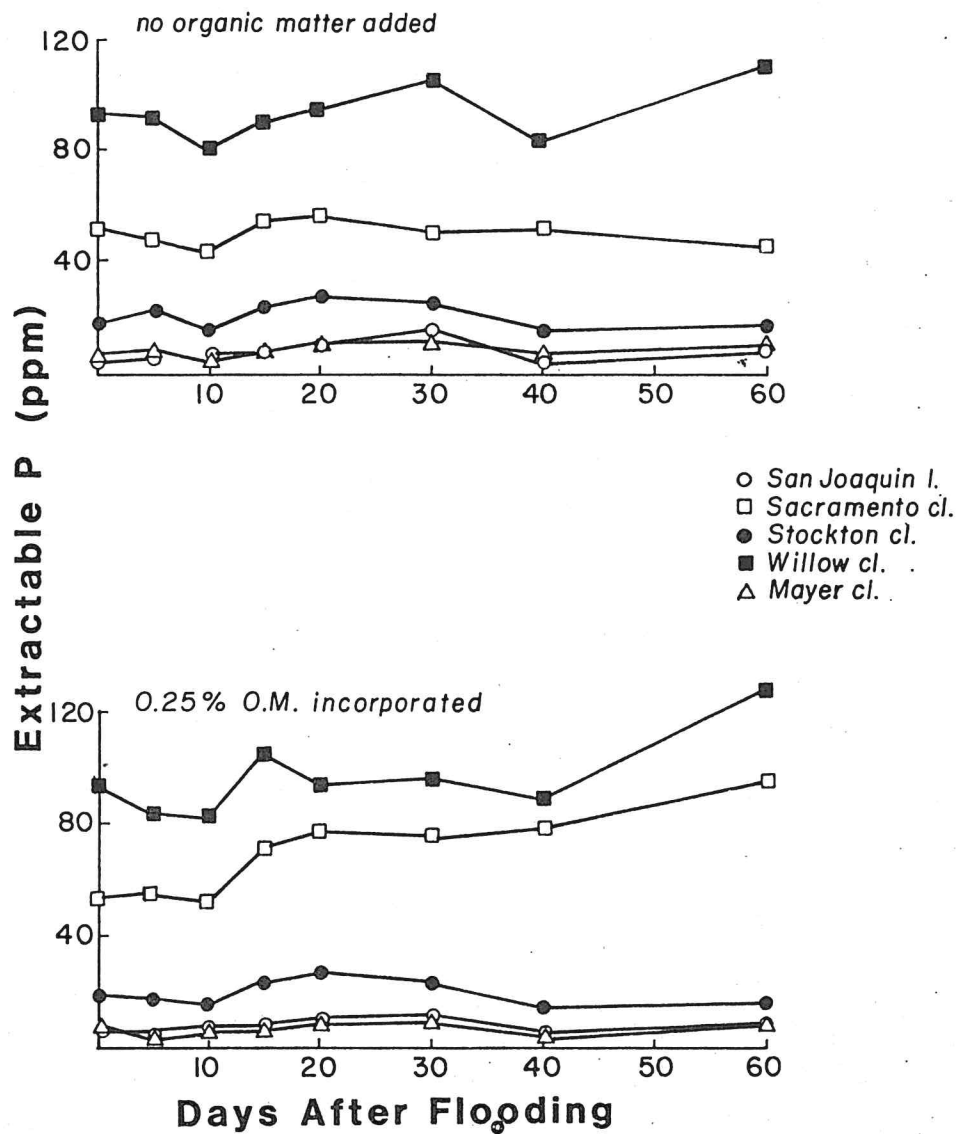 no organic matter added
120
80
40
10 20 30 40 50 60
Extractable P (ppm)
San Joaquin l.
Sacramento cl.
Stockton cl.
Willow cl.
Mayer cl.
0.25% O.M. incorporated
120
80
40
10 20 30 40 50 60
Days After Flooding